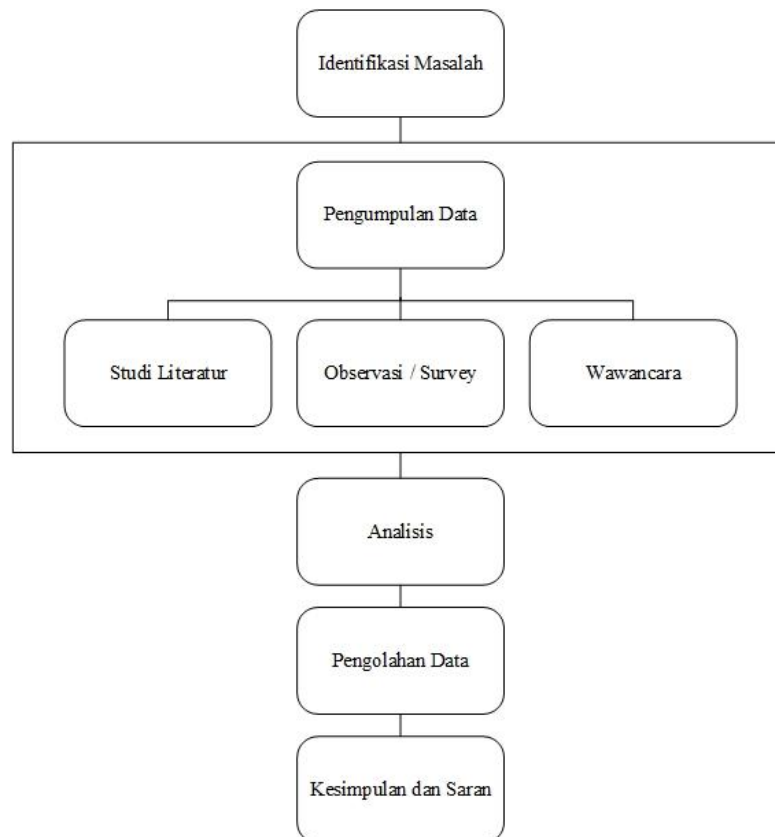 Identifikasi Masalah
Pengumpulan Data
Studi Literatur
Observasi / Survey
Wawancara
Analisis
Pengolahan Data
Kesimpulan dan Saran